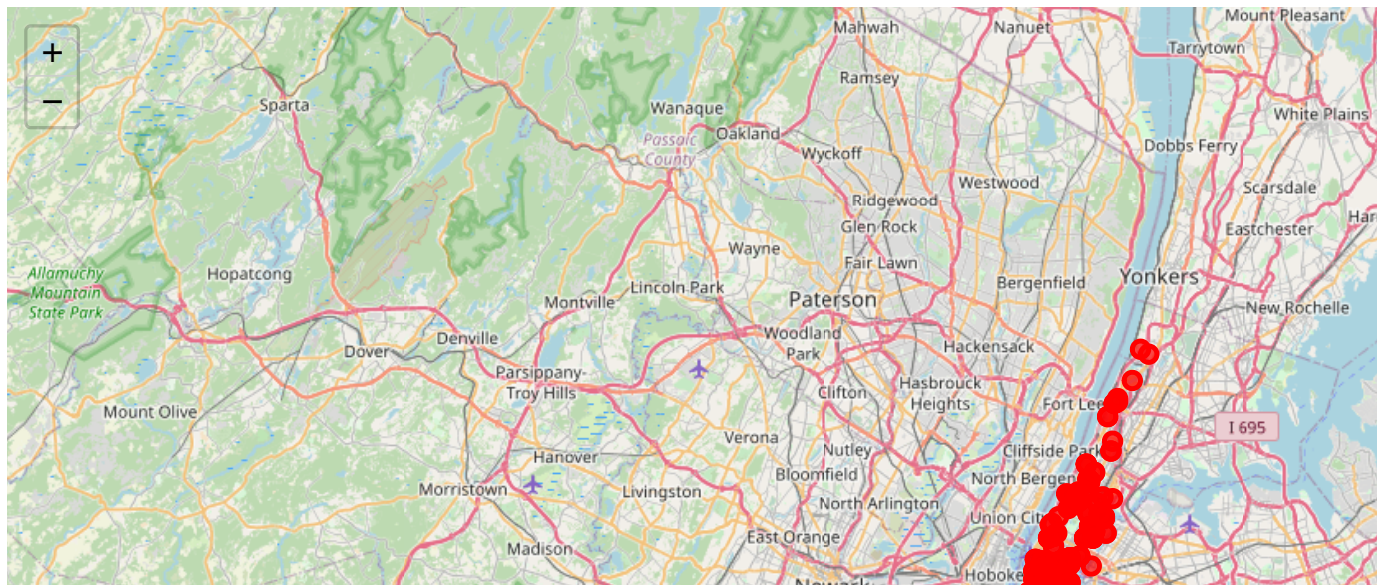 +
−
Mount Pleasant
Mahwah
Nanuet
Tarrytown
Ramsey
Sparta
Wanaque
White Plains
Oakland
Passaic
County
Wyckoff
Dobbs Ferry
Westwood
Scarsdale
Ridgewood
Glen Rock
Har
Eastchester
Wayne
Fair Lawn
Hopatcong
Allamuchy
Mountain
State Park
Yonkers
Bergenfield
Lincoln Park
Montville
Paterson
New Rochelle
Woodland
Park
Denville
Dover
Hackensack
Parsippany-
Troy Hills
Hasbrouck
Heights
Clifton
Fort Lee
Mount Olive
I 695
Verona
Nutley
Cliffside Park
Hanover
Bloomfield
North Bergen
Morristown
Livingston
North Arlington
Union City
East Orange
Madison
Hoboke
Newark